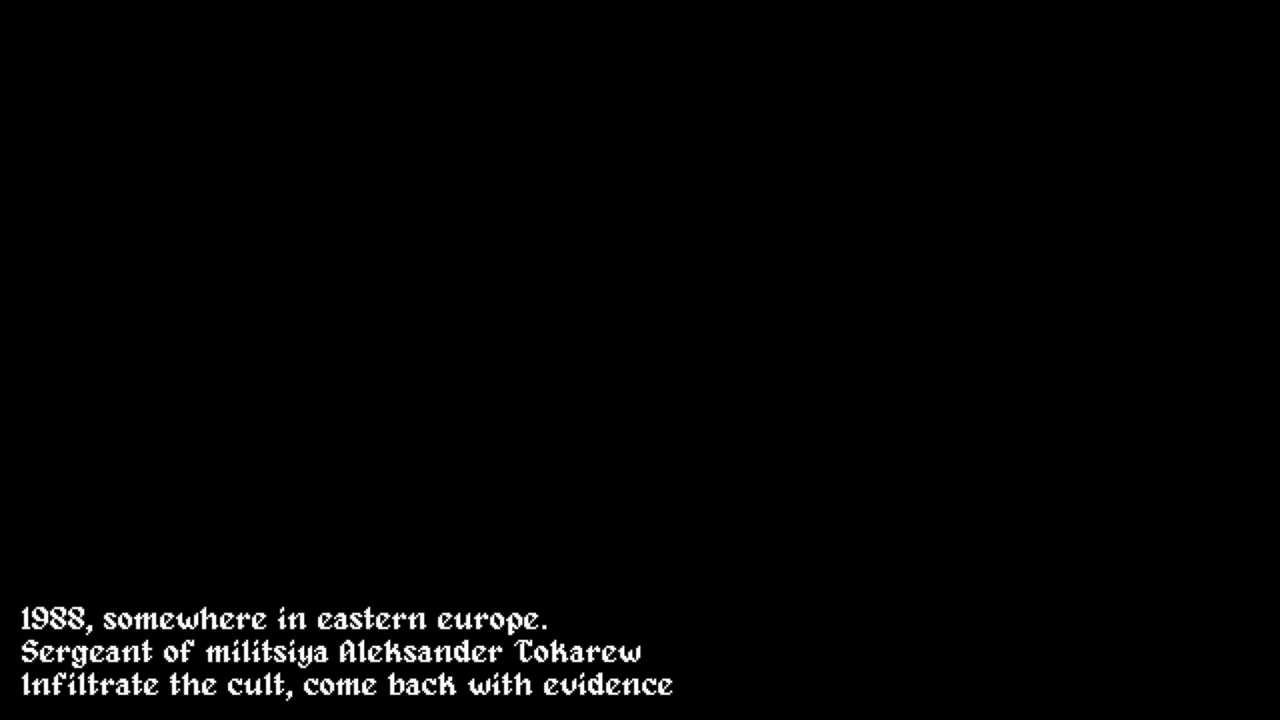 1988, somewhere in eastern europe.
Sergeant of militsiya Aleksander Tokarew
Infiltrate the cult, come back with evidence